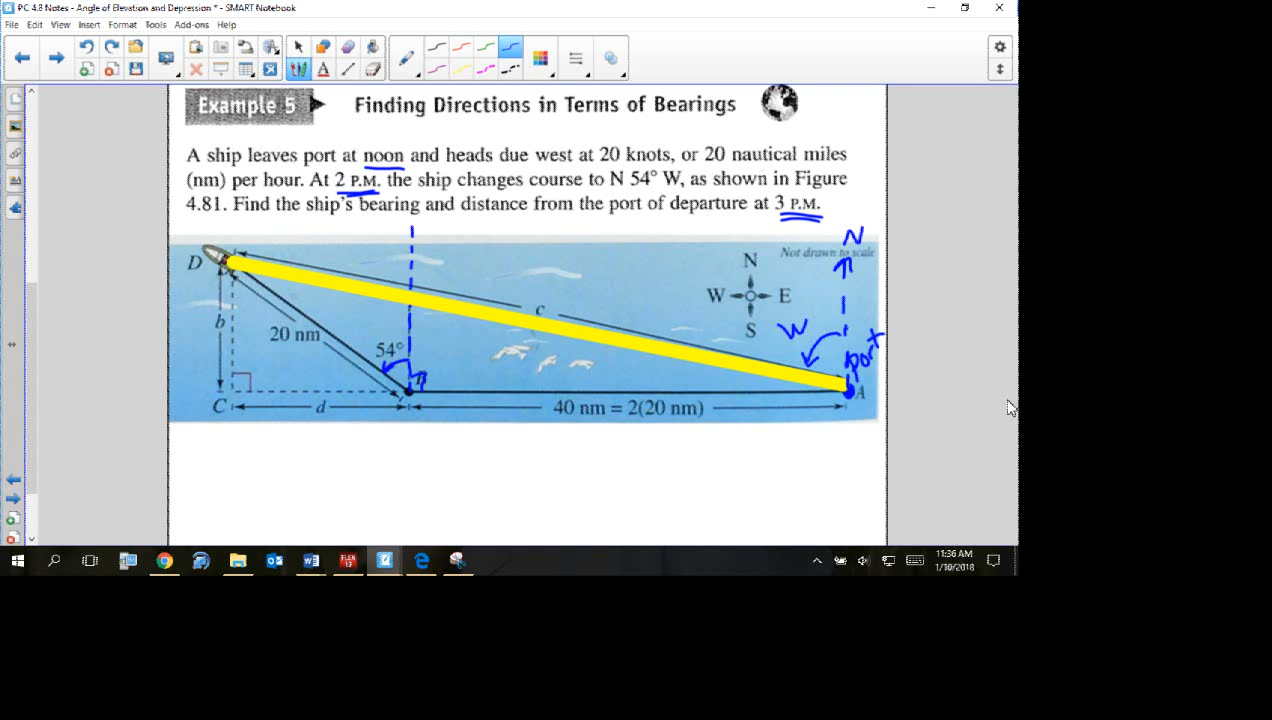 PC 4.8 Notes - Angle of Elevation and Depression * - SMART Notebook
File Edit View Insert Format Tools Add-ons Help
Example 5 Finding Directions in Terms of Bearings
A ship leaves port at noon and heads due west at 20 knots, or 20 nautical miles
(nm) per hour. At 2 P.M. the ship changes course to N 54° W, as shown in Figure
4.81. Find the ship's bearing and distance from the port of departure at 3 P.M.
N
D
Not drawn to scale
N
W E
S
c
b
20 nm
W
54°
port
B
A
C
d
40 nm = 2(20 nm)
11:36 AM
1/10/2018